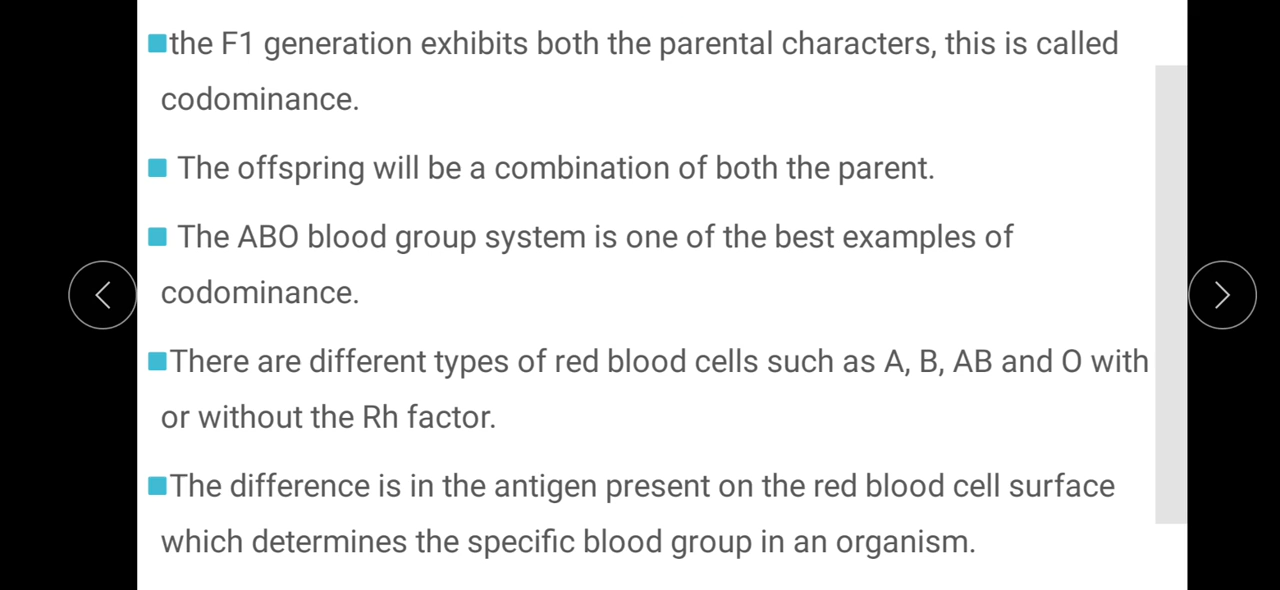 the F1 generation exhibits both the parental characters, this is called
codominance.
The offspring will be a combination of both the parent.
The ABO blood group system is one of the best examples of
codominance.
There are different types of red blood cells such as A, B, AB and O with
or without the Rh factor.
The difference is in the antigen present on the red blood cell surface
which determines the specific blood group in an organism.